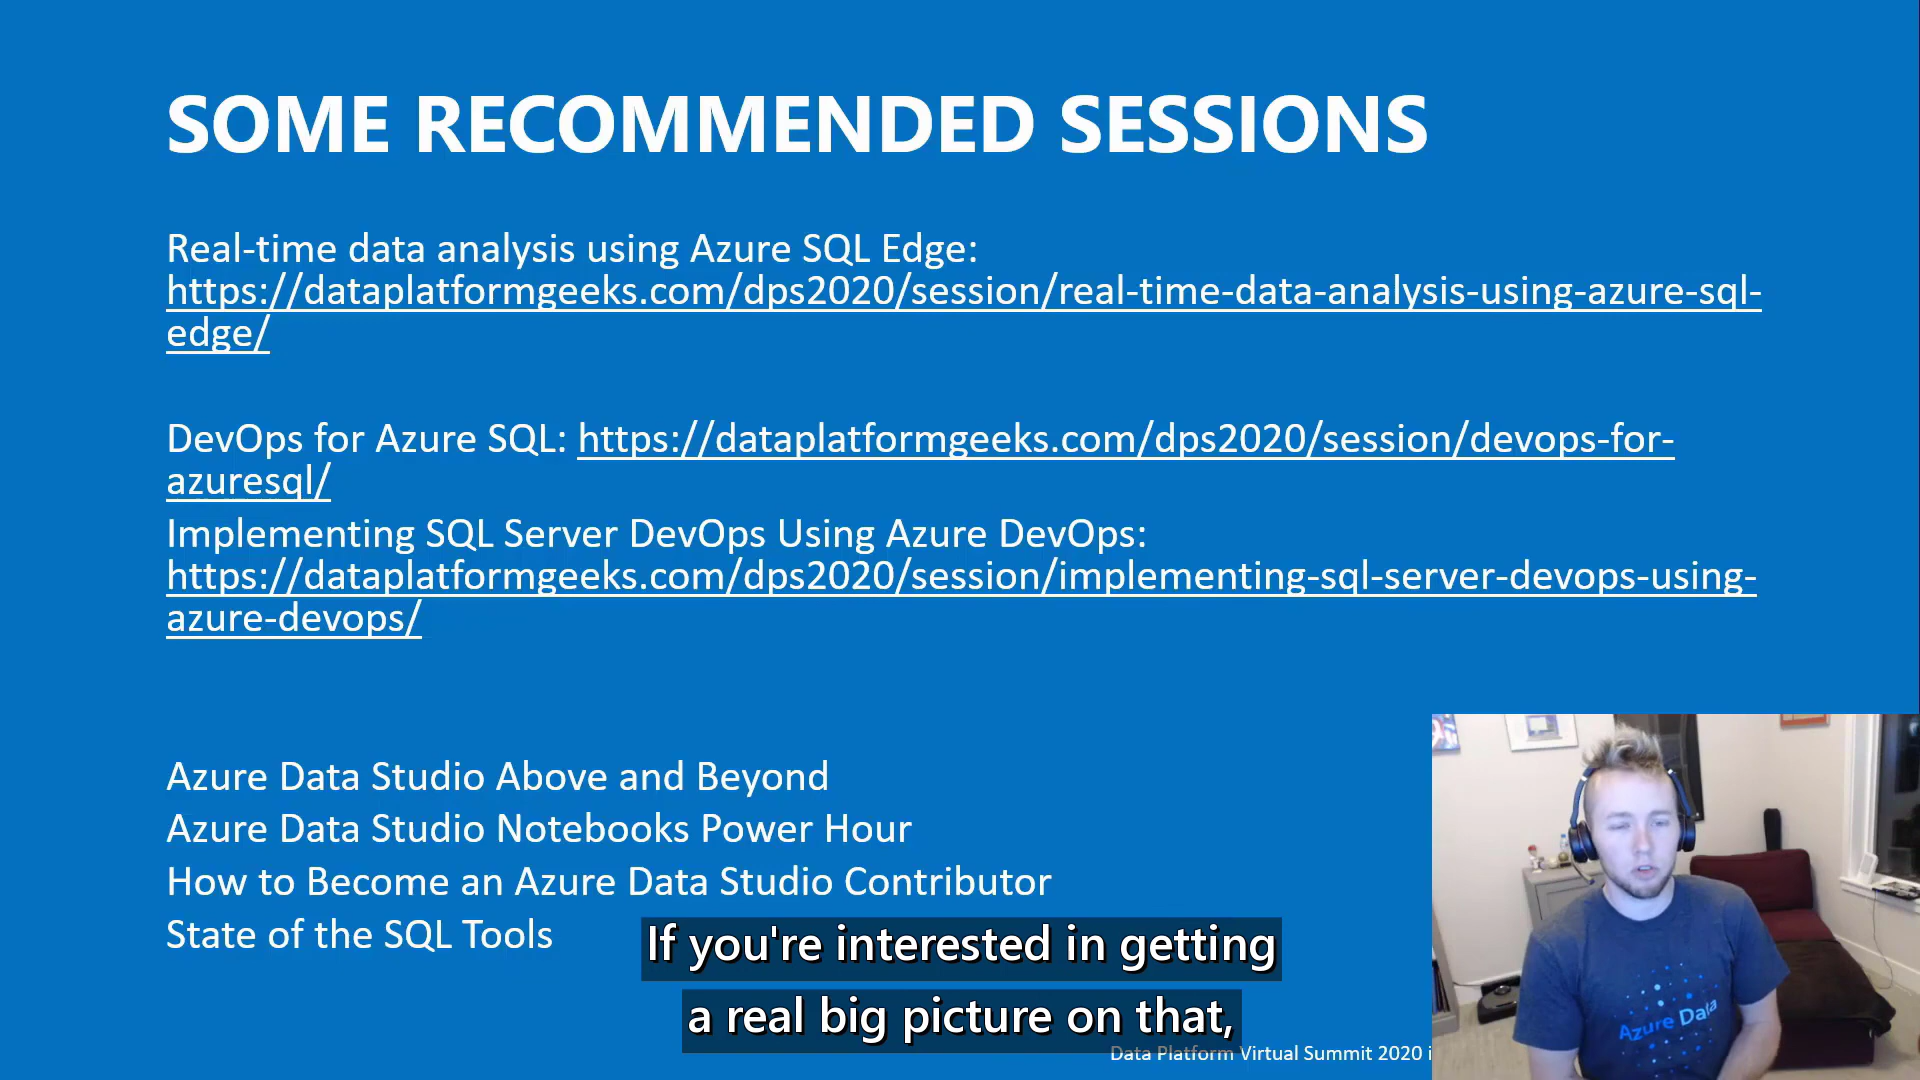 SOME RECOMMENDED SESSIONS
Real-time data analysis using Azure SQL Edge:
https://dataplatformgeeks.com/dps2020/session/real-time-data-analysis-using-azure-sql-
edge/
DevOps for Azure SQL: https://dataplatformgeeks.com/dps2020/session/devops-for-
azuresql/
Implementing SQL Server DevOps Using Azure DevOps:
https://dataplatformgeeks.com/dps2020/session/implementing-sql-server-devops-using-
azure-devops/
Azure Data Studio Above and Beyond
Azure Data Studio Notebooks Power Hour
How to Become an Azure Data Studio Contributor
State of the SQL Tools
If you're interested in getting
a real big picture on that,
Data Platform Virtual Summit 2020 i
Azure Data